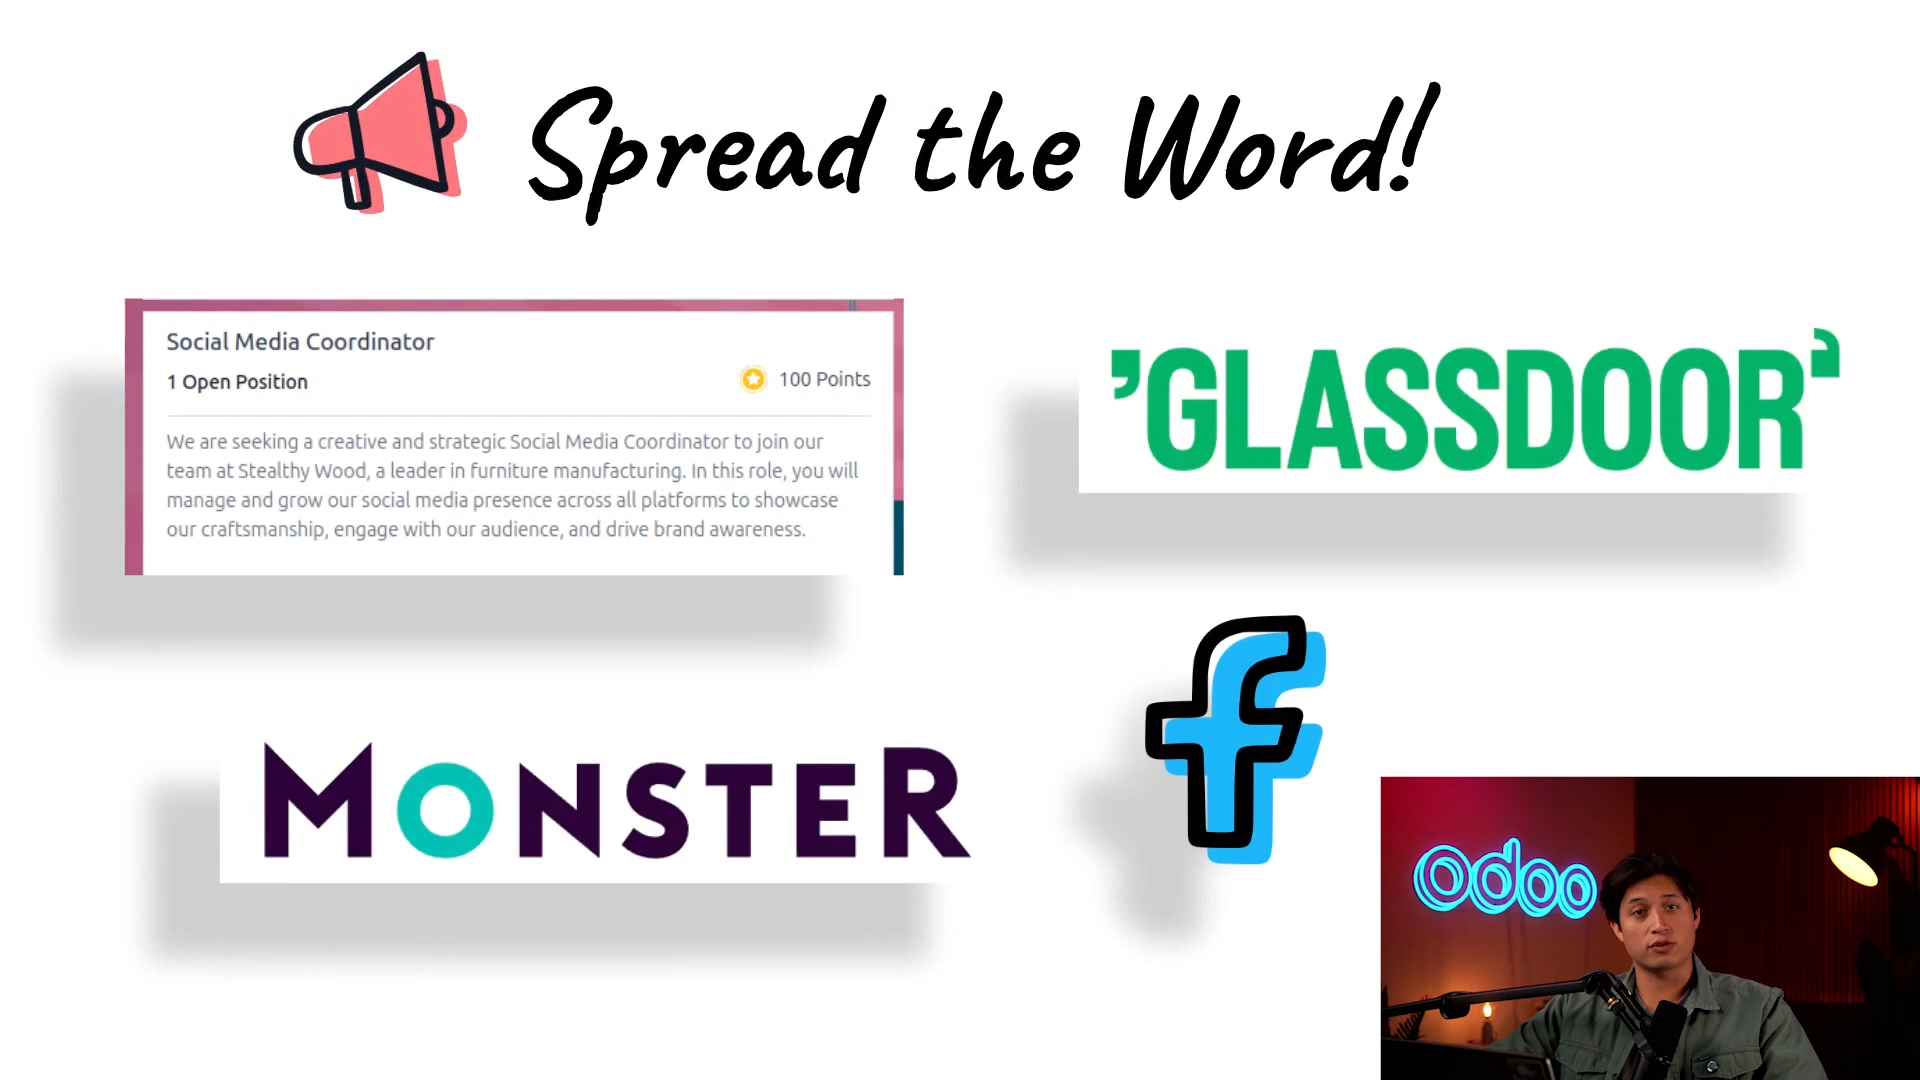 Spread the Word!
Social Media Coordinator
1 Open Position
100 Points
We are seeking a creative and strategic Social Media Coordinator to join our
team at Stealthy Wood, a leader in furniture manufacturing. In this role, you will
manage and grow our social media presence across all platforms to showcase
our craftsmanship, engage with our audience, and drive brand awareness.
'GLASSDOOR'
MONSTER
f
odoo